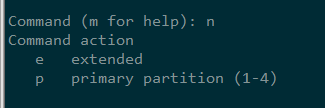 Command (m for help): n
Command action
   e   extended
   p   primary partition (1-4)